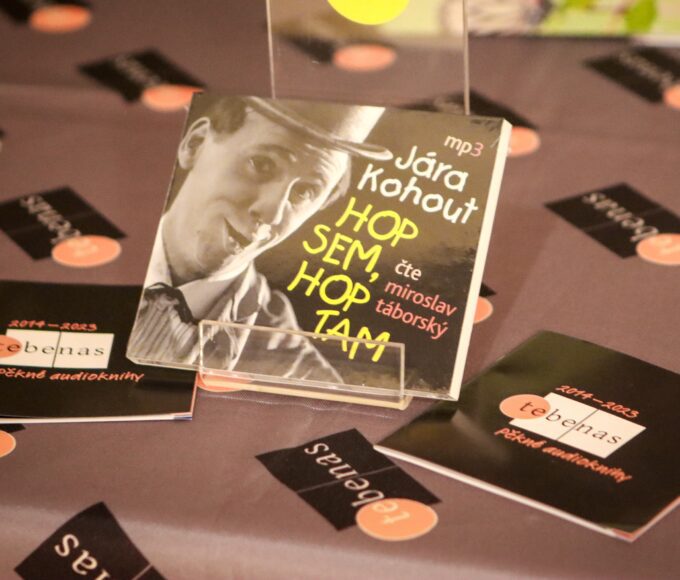 mp3
Jára
Kohout
HOP
SEM,
HOP
TAM
čte
miroslav
táborský
2014–2023
tebenas
pěkné audioknihy
2014–2023
tebenas
pěkné audioknihy
tebenas
tebenas
tebenas
enas